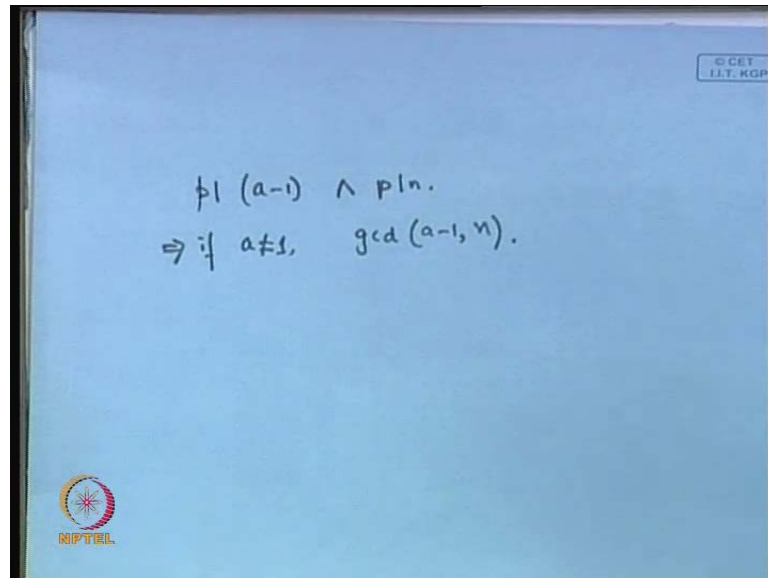 © CET
I.I.T. KGP
p| (a-1) ∧ p|n.
⇒ if a≠1, gcd (a-1, n).
NPTEL